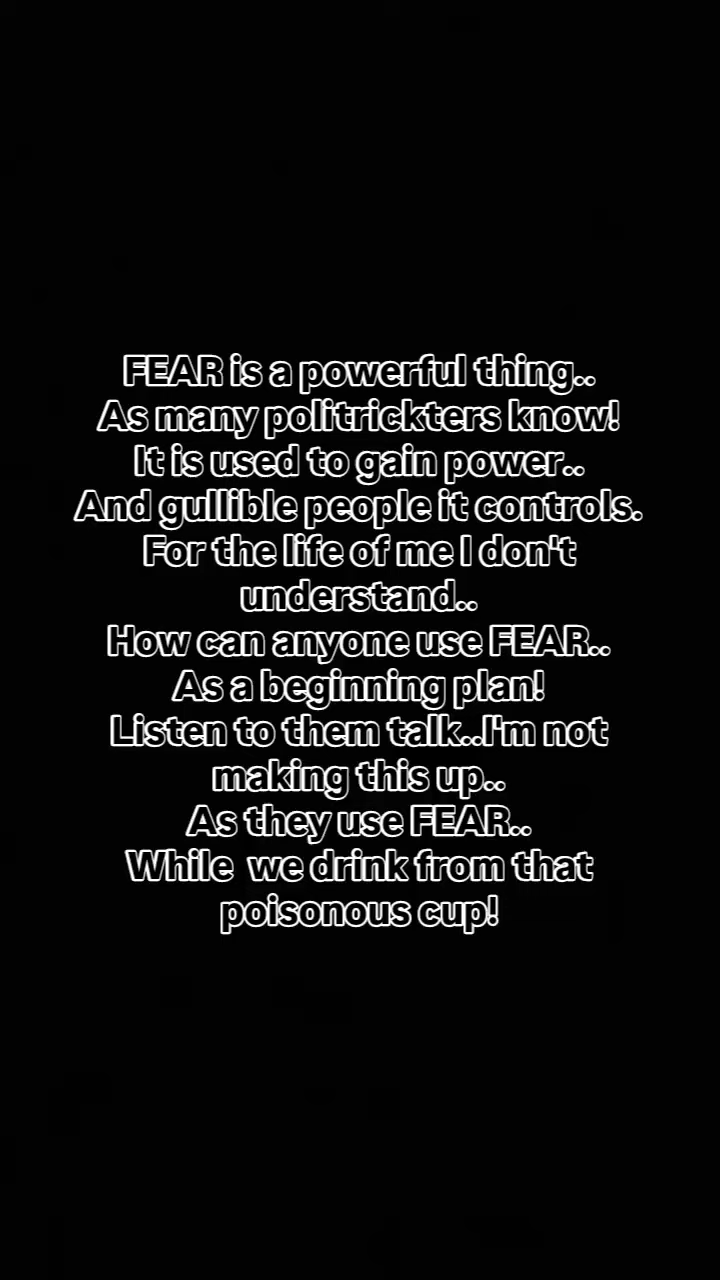 FEAR is a powerful thing..
As many politrickters know!
It is used to gain power..
And gullible people it controls.
For the life of me I don't
understand..
How can anyone use FEAR..
As a beginning plan!
Listen to them talk..I'm not
making this up..
As they use FEAR..
While  we drink from that
poisonous cup!